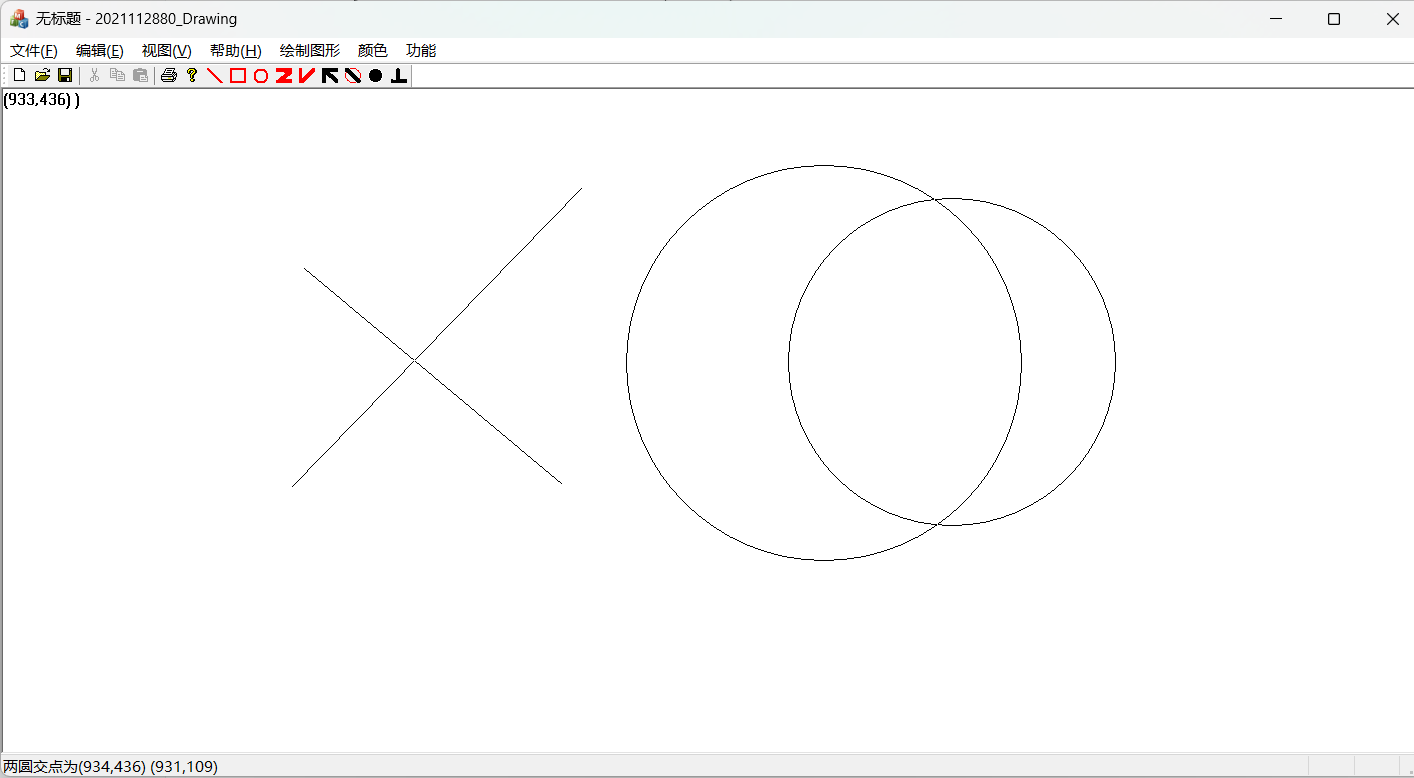 无标题 - 2021112880_Drawing
文件(F) 编辑(E) 视图(V) 帮助(H) 绘制图形 颜色 功能
(933,436) )
两圆交点为(934,436) (931,109)